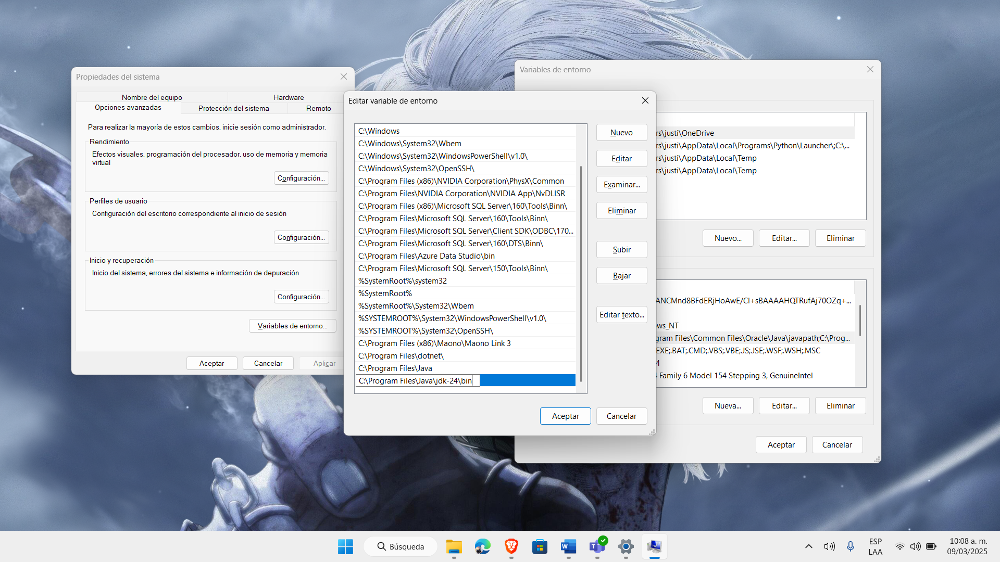 Propiedades del sistema
Nombre del equipo
Hardware
Opciones avanzadas
Protección del sistema
Remoto
Para realizar la mayoría de estos cambios, inicie sesión como administrador.
Rendimiento
Efectos visuales, programación del procesador, uso de memoria y memoria
virtual
Configuración...
Perfiles de usuario
Configuración del escritorio correspondiente al inicio de sesión
Configuración...
Inicio y recuperación
Inicio del sistema, errores del sistema e información de depuración
Configuración...
Variables de entorno...
Aceptar
Cancelar
Aplicar
Editar variable de entorno
C:\Windows
C:\Windows\System32\Wbem
C:\Windows\System32\WindowsPowerShell\v1.0\
C:\Windows\System32\OpenSSH\
C:\Program Files (x86)\NVIDIA Corporation\PhysX\Common
C:\Program Files\NVIDIA Corporation\NVIDIA App\NvDLISR
C:\Program Files (x86)\Microsoft SQL Server\160\Tools\Binn\
C:\Program Files\Microsoft SQL Server\160\Tools\Binn\
C:\Program Files\Microsoft SQL Server\Client SDK\ODBC\170...
C:\Program Files\Microsoft SQL Server\160\DTS\Binn\
C:\Program Files\Azure Data Studio\bin
C:\Program Files\Microsoft SQL Server\150\Tools\Binn\
%SystemRoot%\system32
%SystemRoot%
%SystemRoot%\System32\Wbem
%SYSTEMROOT%\System32\WindowsPowerShell\v1.0\
%SYSTEMROOT%\System32\OpenSSH\
C:\Program Files (x86)\Maono\Maono Link 3
C:\Program Files\dotnet\
C:\Program Files\Java
C:\Program Files\Java\jdk-24\bin
Nuevo
Editar
Examinar...
Eliminar
Subir
Bajar
Editar texto...
Aceptar
Cancelar
Variables de entorno
rs\justi\OneDrive
rs\justi\AppData\Local\Programs\Python\Launcher\;C:\...
rs\justi\AppData\Local\Temp
rs\justi\AppData\Local\Temp
Nuevo...
Editar...
Eliminar
ws_NT
gram Files\Common Files\Oracle\Java\javapath;C:\Prog...
EXE;.BAT;.CMD;.VBS;.VBE;.JS;.JSE;.WSF;.WSH;.MSC
4
Family 6 Model 154 Stepping 3, GenuineIntel
Nueva...
Editar...
Eliminar
Aceptar
Cancelar
Búsqueda
ESP
LAA
10:08 a. m.
09/03/2025